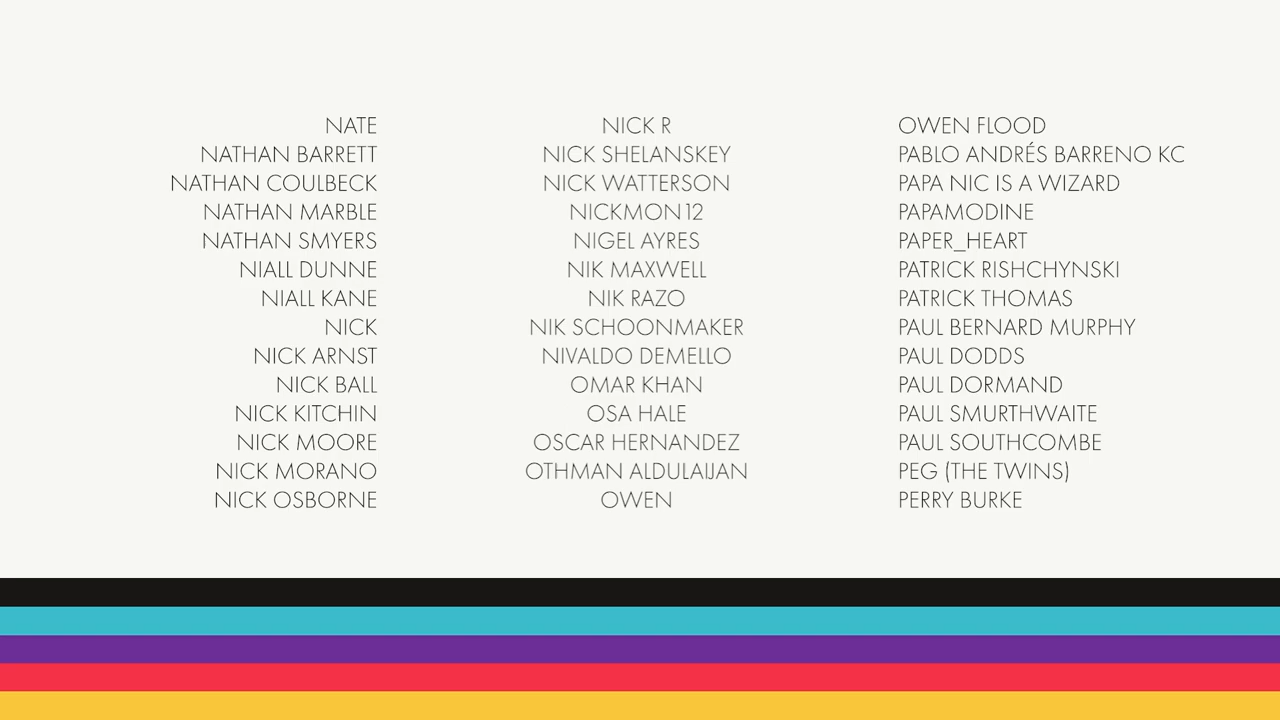 NATE
NATHAN BARRETT
NATHAN COULBECK
NATHAN MARBLE
NATHAN SMYERS
NIALL DUNNE
NIALL KANE
NICK
NICK ARNST
NICK BALL
NICK KITCHIN
NICK MOORE
NICK MORANO
NICK OSBORNE
NICK R
NICK SHELANSKEY
NICK WATTERSON
NICKMON12
NIGEL AYRES
NIK MAXWELL
NIK RAZO
NIK SCHOONMAKER
NIVALDO DEMELLO
OMAR KHAN
OSA HALE
OSCAR HERNANDEZ
OTHMAN ALDULAIJAN
OWEN
OWEN FLOOD
PABLO ANDRÉS BARRENO KC
PAPA NIC IS A WIZARD
PAPAMODINE
PAPER_HEART
PATRICK RISHCHYNSKI
PATRICK THOMAS
PAUL BERNARD MURPHY
PAUL DODDS
PAUL DORMAND
PAUL SMURTHWAITE
PAUL SOUTHCOMBE
PEG (THE TWINS)
PERRY BURKE